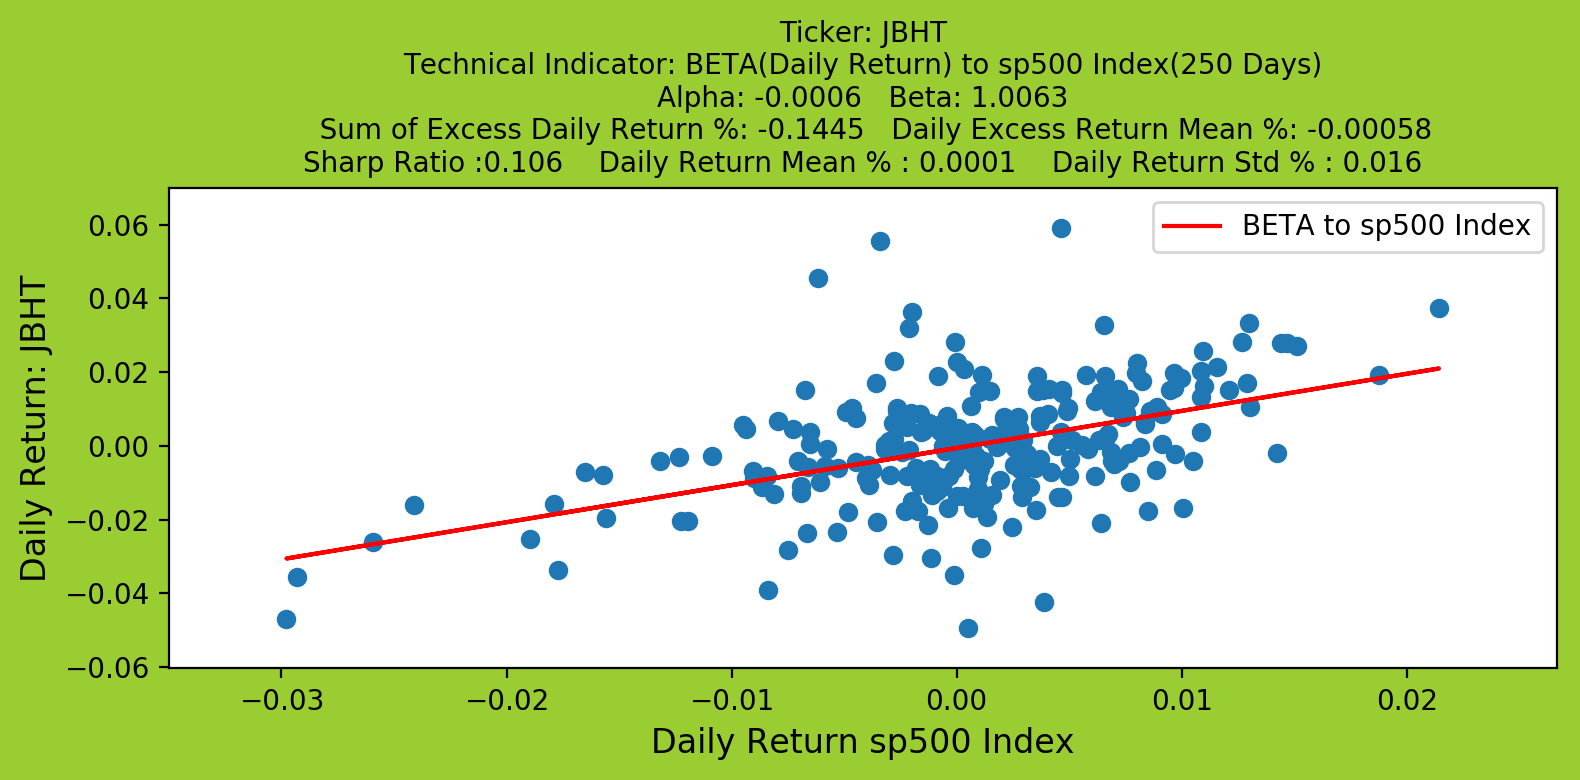 Ticker: JBHT
Technical Indicator: BETA(Daily Return) to sp500 Index(250 Days)
Alpha: -0.0006 Beta: 1.0063
Sum of Excess Daily Return %: -0.1445 Daily Excess Return Mean %: -0.00058
Sharp Ratio :0.106 Daily Return Mean % : 0.0001 Daily Return Std % : 0.016
BETA to sp500 Index
Daily Return: JBHT
0.06
0.04
0.02
0.00
−0.02
−0.04
−0.06
−0.03 −0.02 −0.01 0.00 0.01 0.02
Daily Return sp500 Index